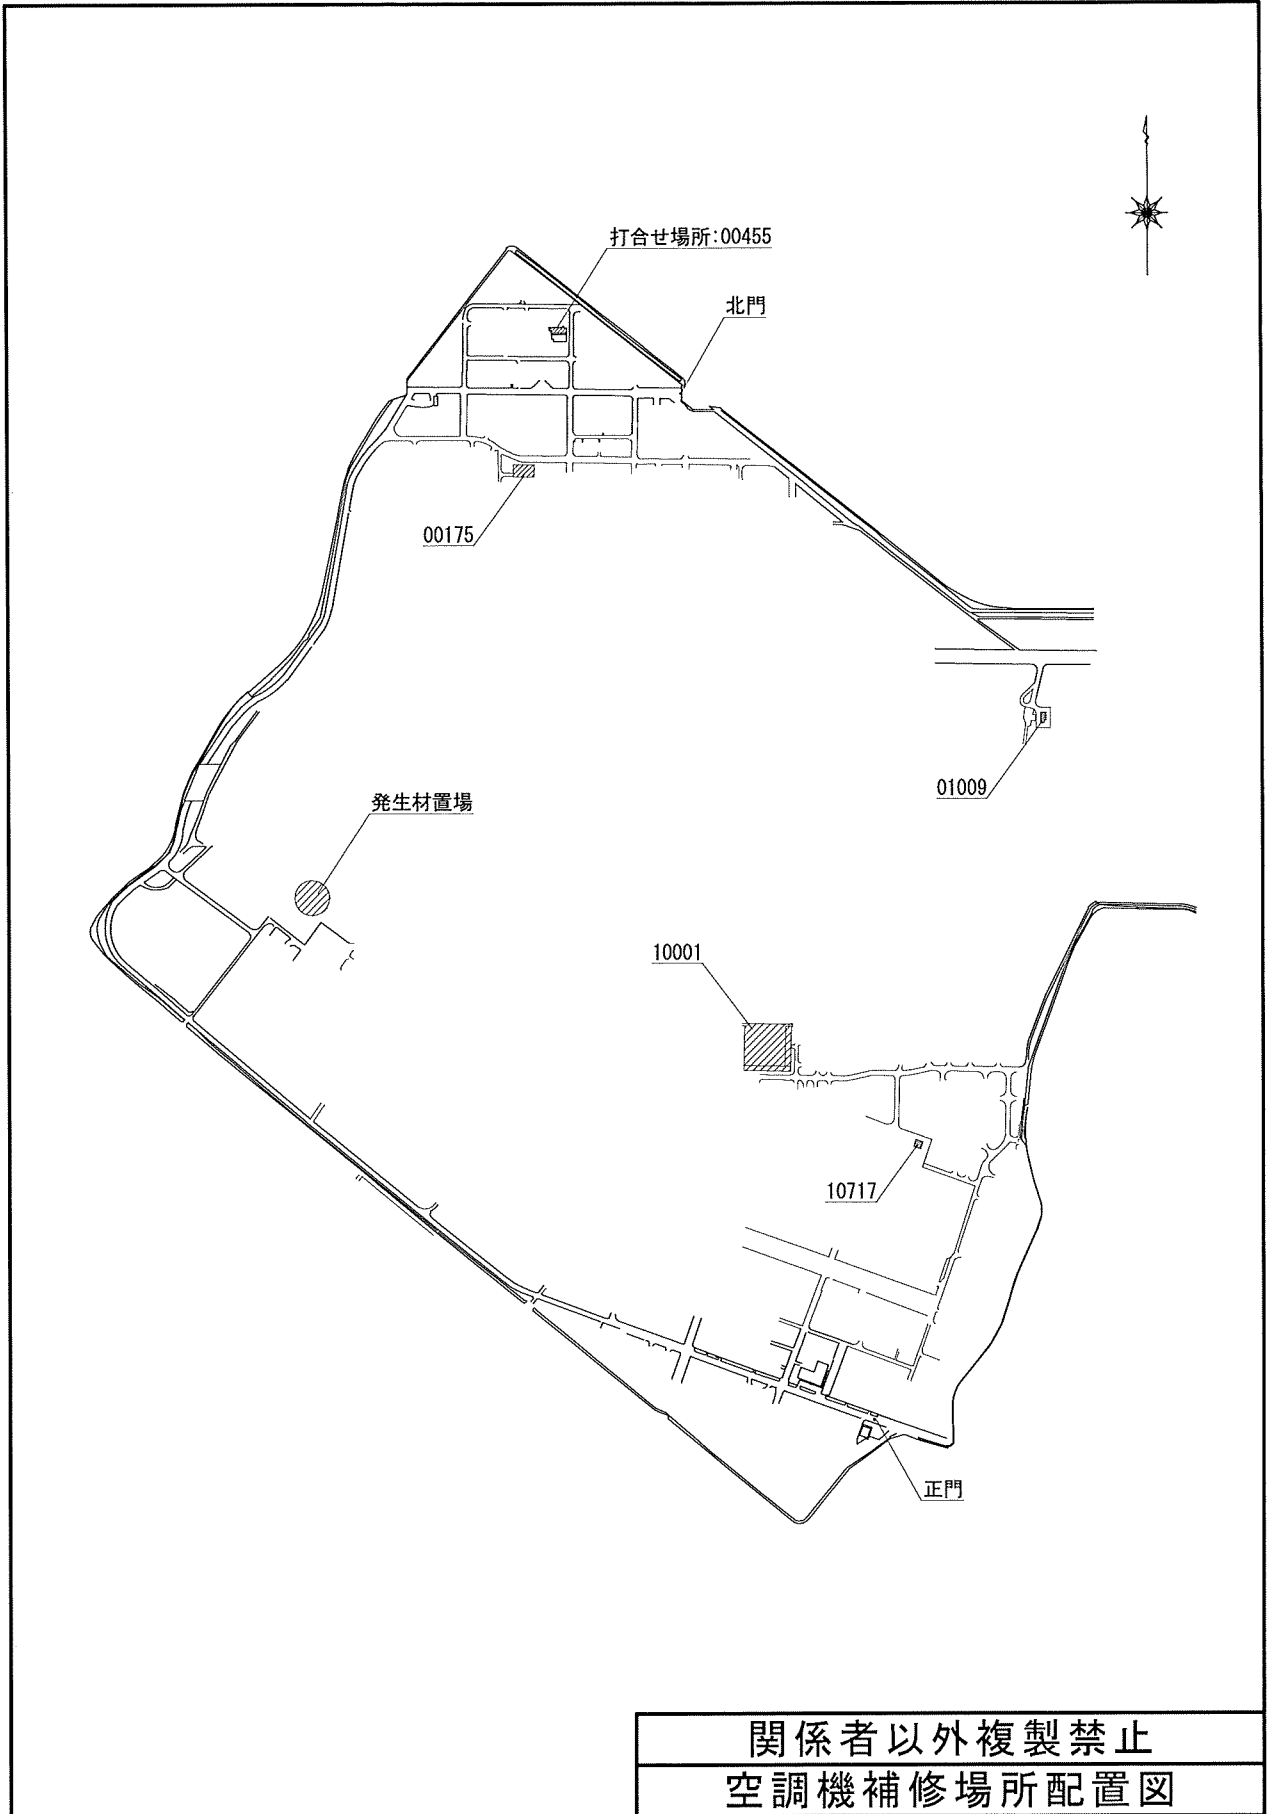 打合せ場所:00455
北門
00175
01009
発生材置場
10001
10717
正門
関係者以外複製禁止
空調機補修場所配置図